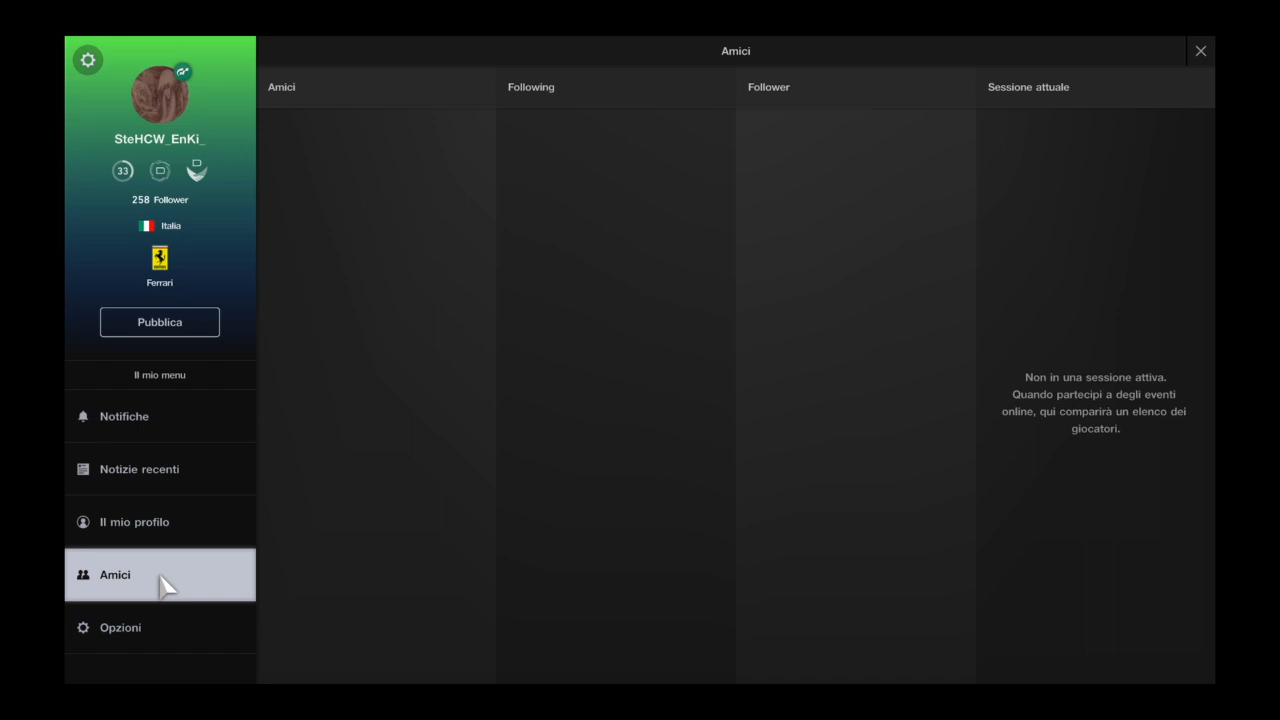 Amici
SteHCW_EnKi_
33 D D
258 Follower
Italia
Ferrari
Pubblica
Il mio menu
Notifiche
Notizie recenti
Il mio profilo
Amici
Opzioni
Amici
Following
Follower
Sessione attuale
Non in una sessione attiva.
Quando partecipi a degli eventi
online, qui comparirà un elenco dei
giocatori.